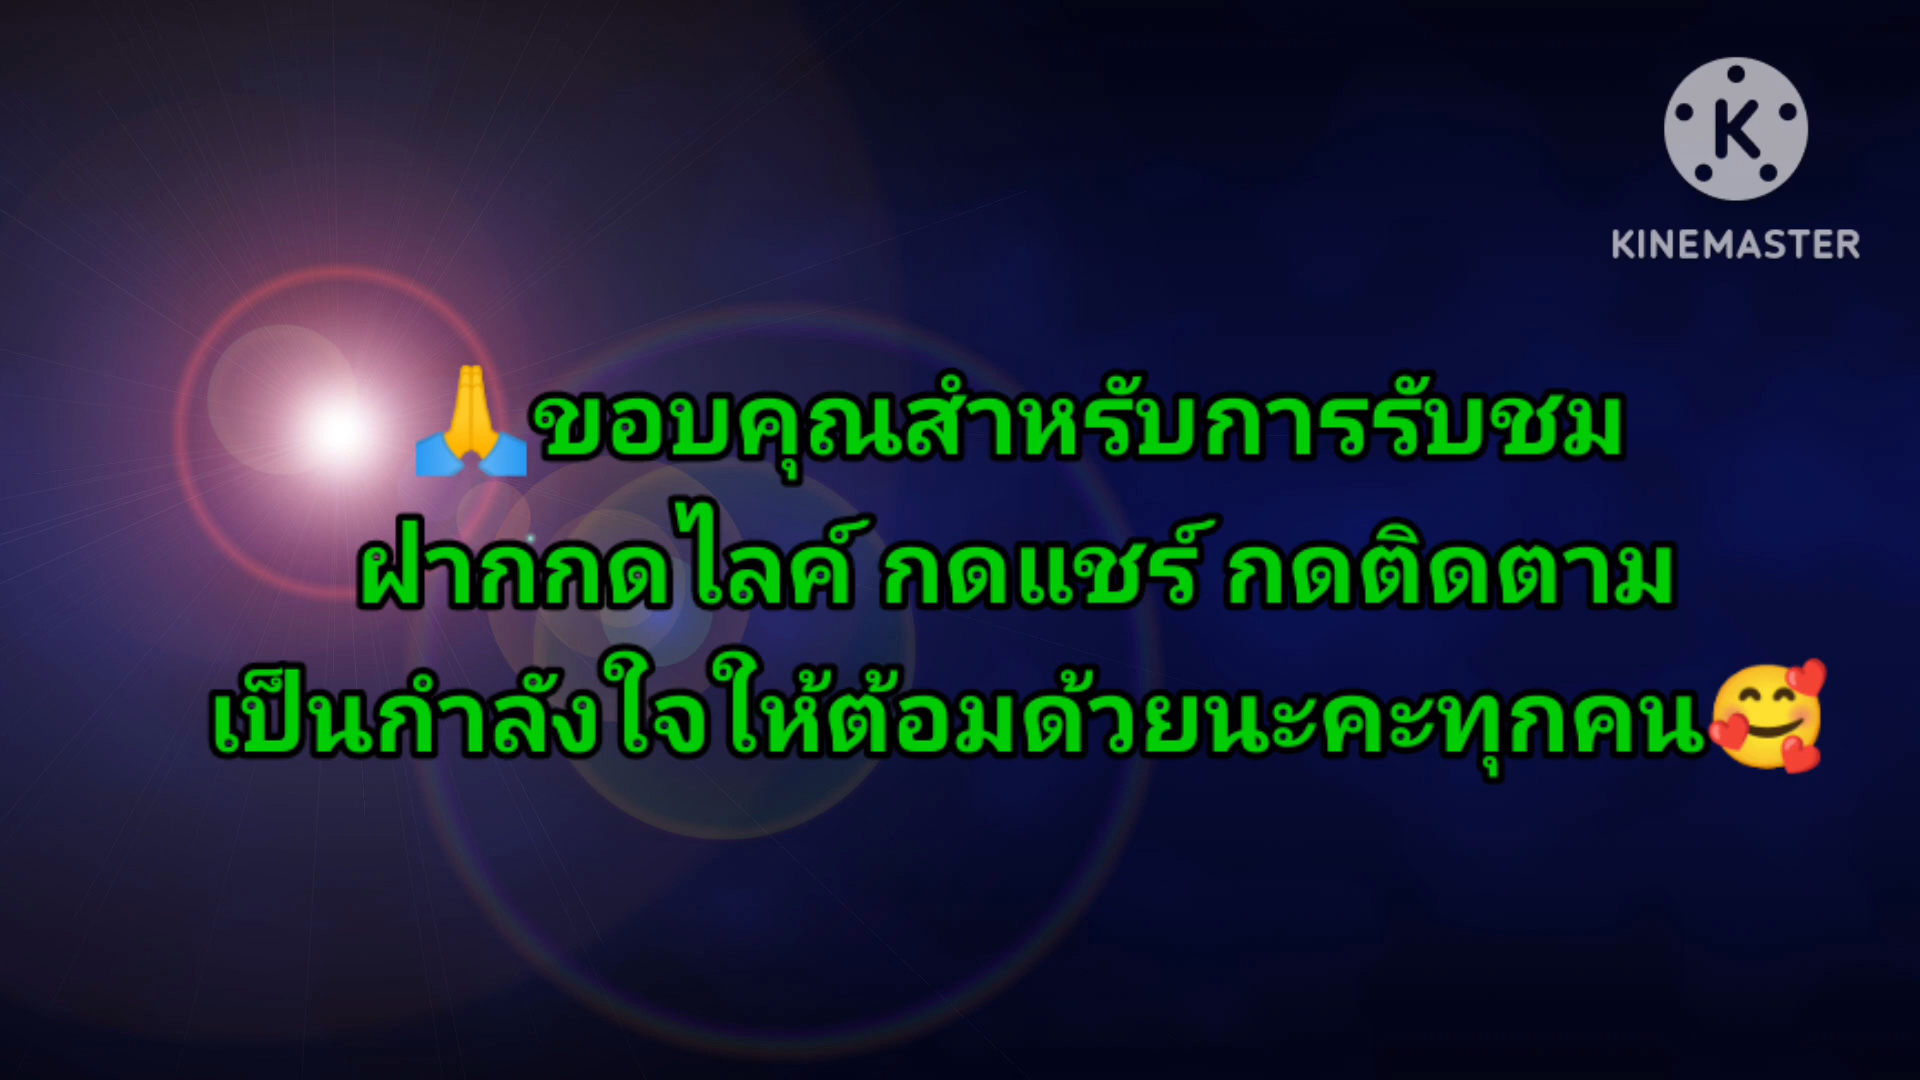 K
KINEMASTER
🙏ขอบคุณสำหรับการรับชม
ฝากกดไลค์ กดแชร์ กดติดตาม
เป็นกำลังใจให้ต้อมด้วยนะคะทุกคน🥰